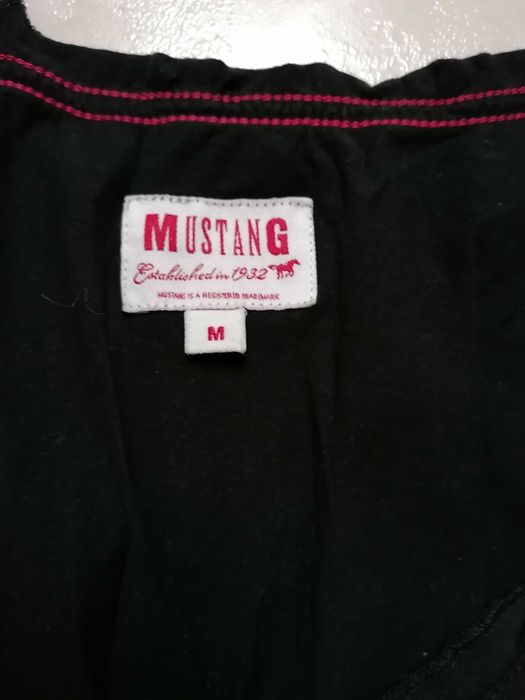 MUSTANG
Established in 1932
MUSTANG IS A REGISTERED TRADEMARK
M